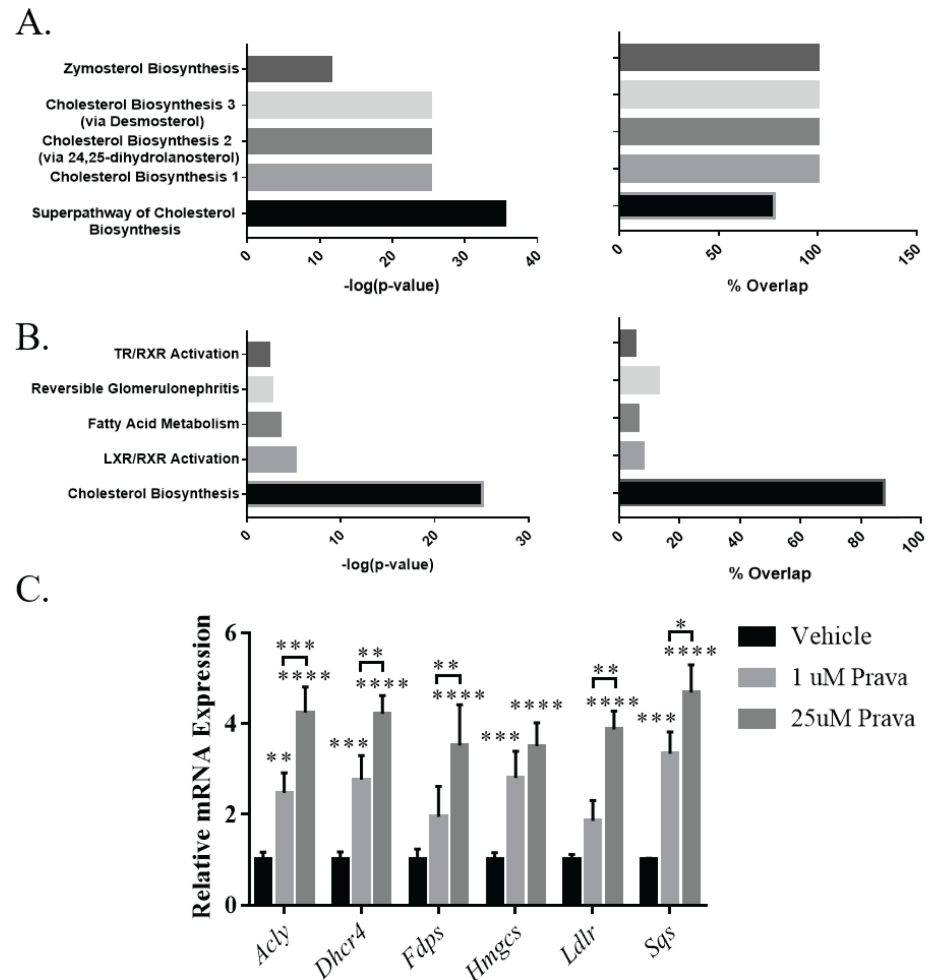 A.
Zymosterol Biosynthesis
Cholesterol Biosynthesis 3
(via Desmosterol)
Cholesterol Biosynthesis 2
(via 24,25-dihydrolanosterol)
Cholesterol Biosynthesis 1
Superpathway of Cholesterol
Biosynthesis
0 10 20 30 40
-log(p-value)
0 50 100 150
% Overlap
B.
TR/RXR Activation
Reversible Glomerulonephritis
Fatty Acid Metabolism
LXR/RXR Activation
Cholesterol Biosynthesis
0 10 20 30
-log(p-value)
0 20 40 60 80 100
% Overlap
C.
Relative mRNA Expression
6
4
2
0
*** ** ** ** *
**** **** **** **** **** ****
** *** *** ***
Acly Dhcr4 Fdps Hmgcs Ldlr Sqs
Vehicle
1 uM Prava
25uM Prava